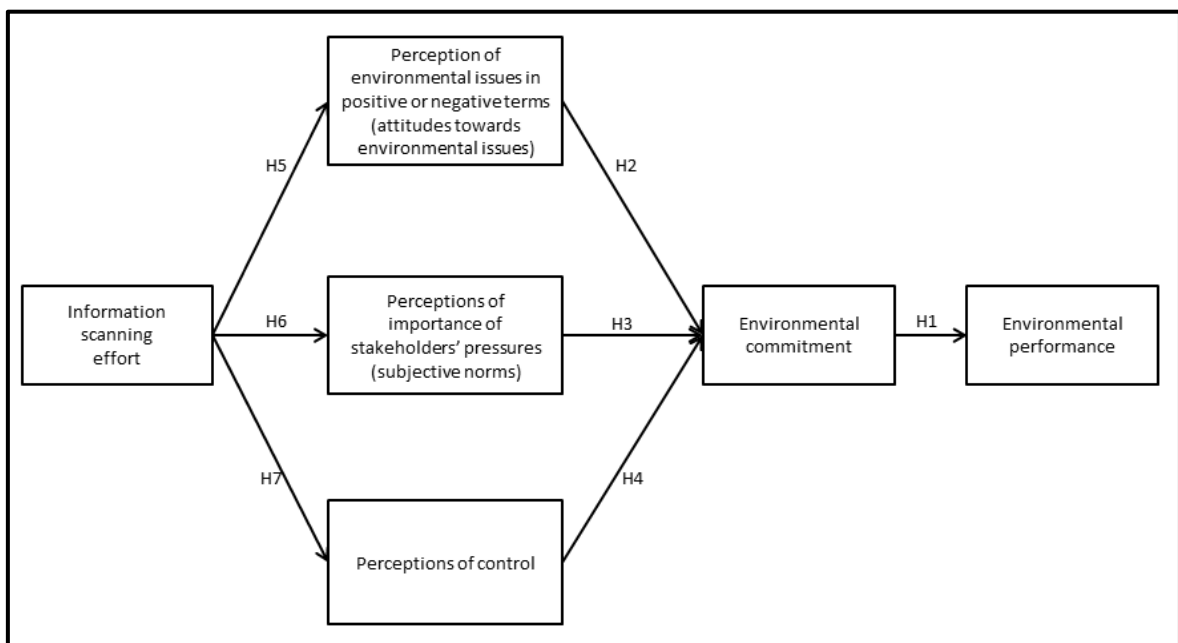 Perception of
environmental issues in
positive or negative terms
(attitudes towards
environmental issues)
H5
H2
Information
scanning
effort
H6
Perceptions of
importance of
stakeholders’ pressures
(subjective norms)
H3
Environmental
commitment
H1
Environmental
performance
H7
H4
Perceptions of control